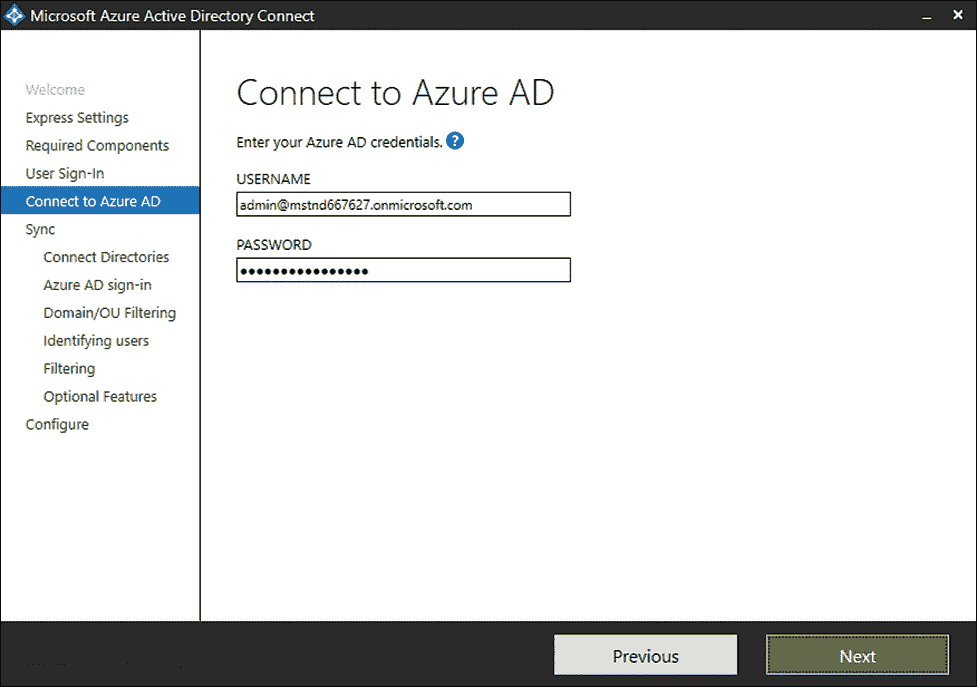 Microsoft Azure Active Directory Connect
Welcome
Express Settings
Required Components
User Sign-In
Connect to Azure AD
Sync
Connect Directories
Azure AD sign-in
Domain/OU Filtering
Identifying users
Filtering
Optional Features
Configure
Connect to Azure AD
Enter your Azure AD credentials. ?
USERNAME
admin@mstnd667627.onmicrosoft.com
PASSWORD
●●●●●●●●●●●●●●●●
Previous
Next